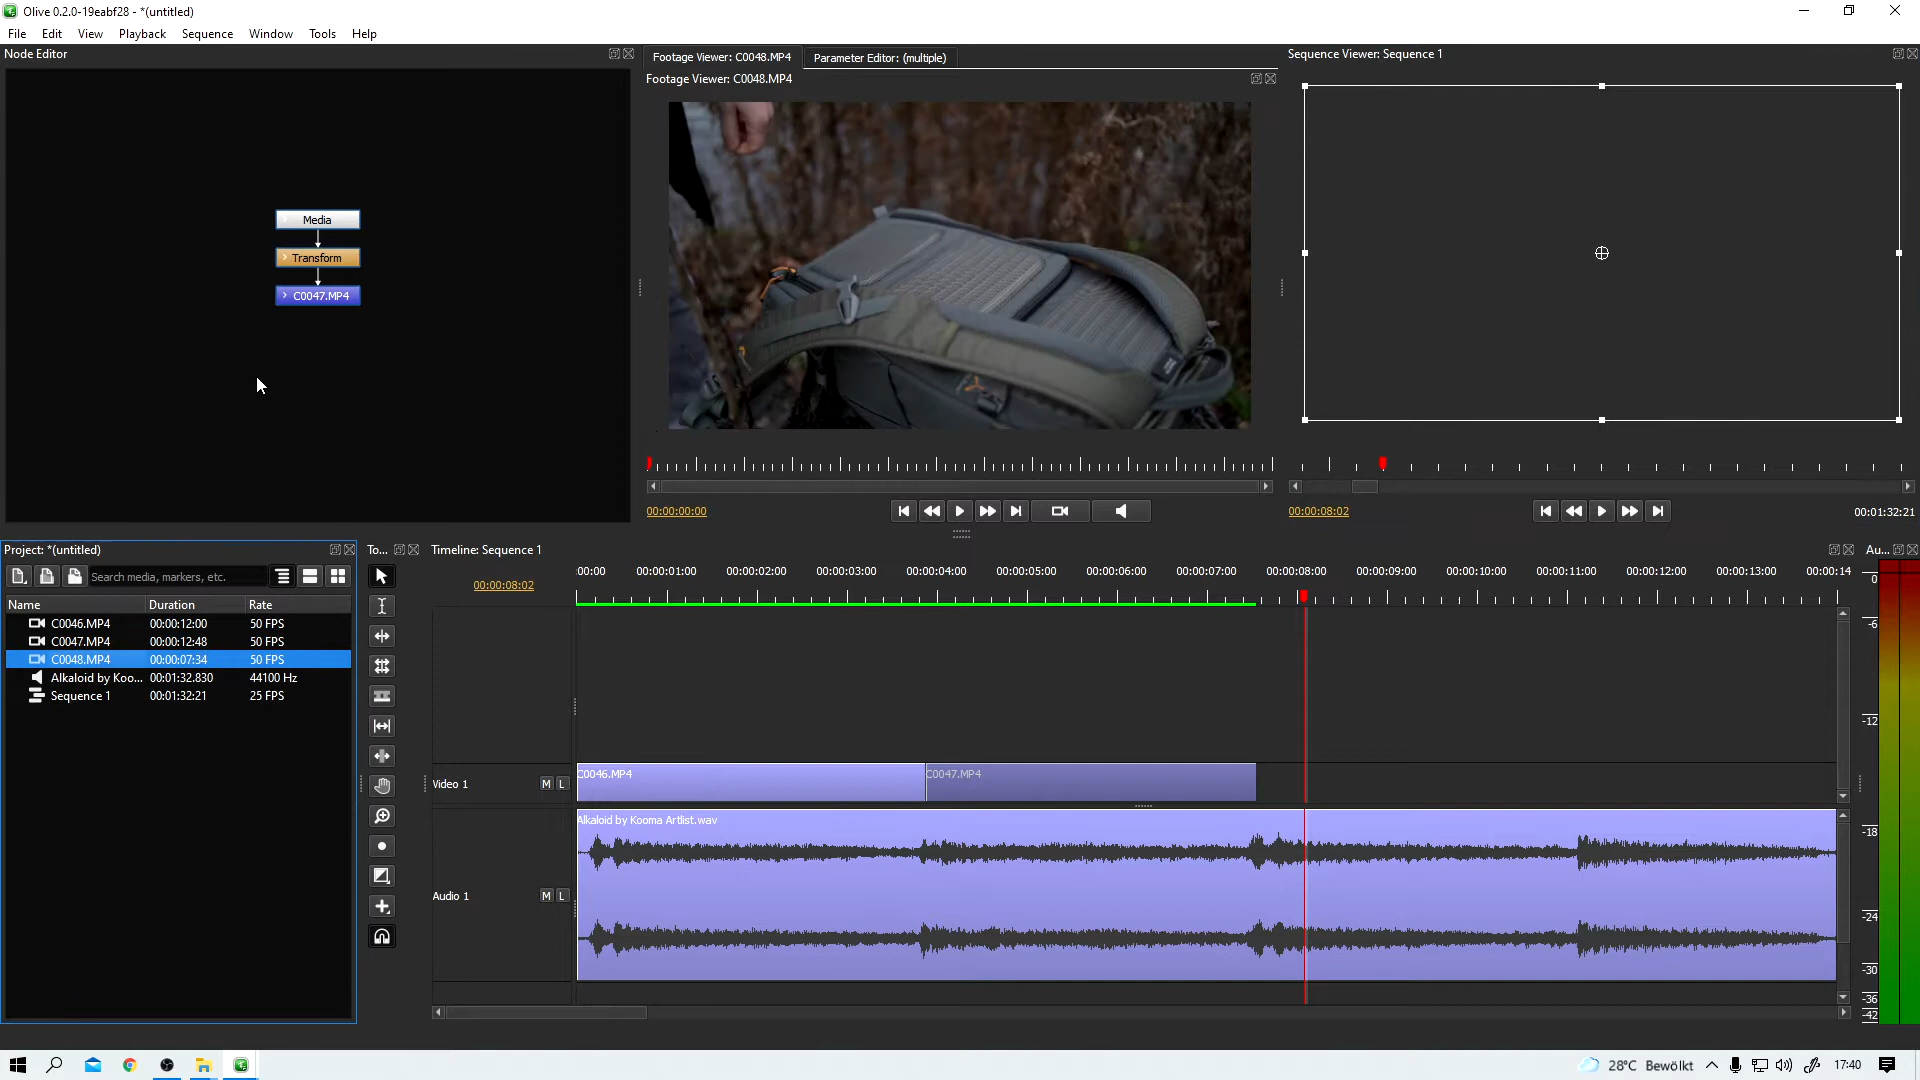 Olive 0.2.0-19eabf28 - *(untitled)
File Edit View Playback Sequence Window Tools Help
Node Editor
Media
Transform
C0047.MP4
Footage Viewer: C0048.MP4
Parameter Editor: (multiple)
Footage Viewer: C0048.MP4
00:00:00:00
Sequence Viewer: Sequence 1
00:00:08:02
00:01:32:21
Project: *(untitled)
Search media, markers, etc.
Name Duration Rate
C0046.MP4 00:00:12:00 50 FPS
C0047.MP4 00:00:12:48 50 FPS
C0048.MP4 00:00:07:34 50 FPS
Alkaloid by Koo... 00:01:32.830 44100 Hz
Sequence 1 00:01:32:21 25 FPS
To...
Timeline: Sequence 1
00:00:08:02
:00:00 00:00:01:00 00:00:02:00 00:00:03:00 00:00:04:00 00:00:05:00 00:00:06:00 00:00:07:00 00:00:08:00 00:00:09:00 00:00:10:00 00:00:11:00 00:00:12:00 00:00:13:00 00:00:14
Video 1 M L
C0046.MP4
C0047.MP4
Audio 1 M L
Alkaloid by Kooma Artlist.wav
Au...
0
-6
-12
-18
-24
-30
-36
-42
28°C Bewölkt
17:40